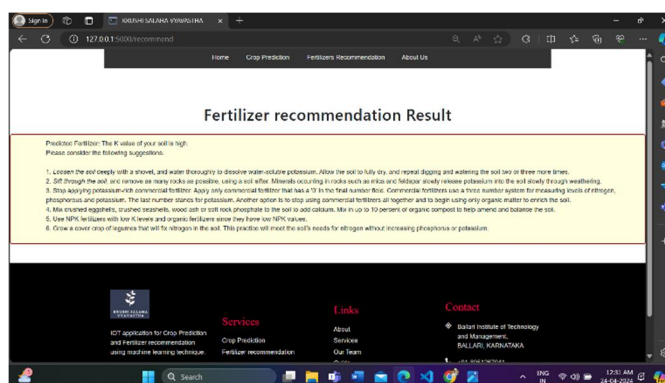 Sign in
KRUSHI SALAHA VYAVASTHA
127.0.0.1:5000/recommend
Home Crop Prediction Fertilizers Recommendation About Us
Fertilizer recommendation Result
Predicted Fertilizer: The K value of your soil is high.
Please consider the following suggestions.
1. Loosen the soil deeply with a shovel, and water thoroughly to dissolve water-soluble potassium. Allow the soil to fully dry, and repeat digging and watering the soil two or three more times.
2. Sift through the soil, and remove as many rocks as possible, using a soil sifter. Minerals occurring in rocks such as mica and feldspar slowly release potassium into the soil slowly through weathering.
3. Stop applying potassium-rich commercial fertilizer. Apply only commercial fertilizer that has a '0' in the final number field. Commercial fertilizers use a three number system for measuring levels of nitrogen,
phosphorous and potassium. The last number stands for potassium. Another option is to stop using commercial fertilizers all together and to begin using only organic matter to enrich the soil.
4. Mix crushed eggshells, crushed seashells, wood ash or soft rock phosphate to the soil to add calcium. Mix in up to 10 percent of organic compost to help amend and balance the soil.
5. Use NPK fertilizers with low K levels and organic fertilizers since they have low NPK values.
6. Grow a cover crop of legumes that will fix nitrogen in the soil. This practice will meet the soil's needs for nitrogen without increasing phosphorus or potassium.
KRUSHI SALAHA
VYAVASTHA
IOT application for Crop Prediction
and Fertilizer Recommendation
using machine learning technique.
Services
Crop Prediction
Fertilizer recommendation
Links
About
Services
Our Team
Contact
Ballari Institute of Technology
and Management,
BALLARI, KARNATAKA
Search
ENG
IN
12:31 AM
24-04-2024